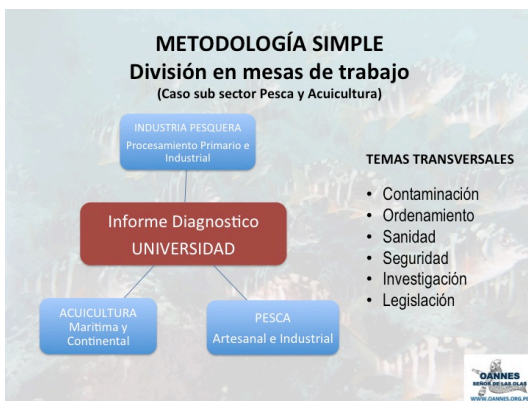 METODOLOGÍA SIMPLE
División en mesas de trabajo
(Caso sub sector Pesca y Acuicultura)
INDUSTRIA PESQUERA
Procesamiento Primario e
Industrial
Informe Diagnostico
UNIVERSIDAD
ACUICULTURA
Maritima y
Continental
PESCA
Artesanal e Industrial
TEMAS TRANSVERSALES
• Contaminación
• Ordenamiento
• Sanidad
• Seguridad
• Investigación
• Legislación
OANNES
SEÑOR DE LAS OLAS
WWW.OANNES.ORG.PE